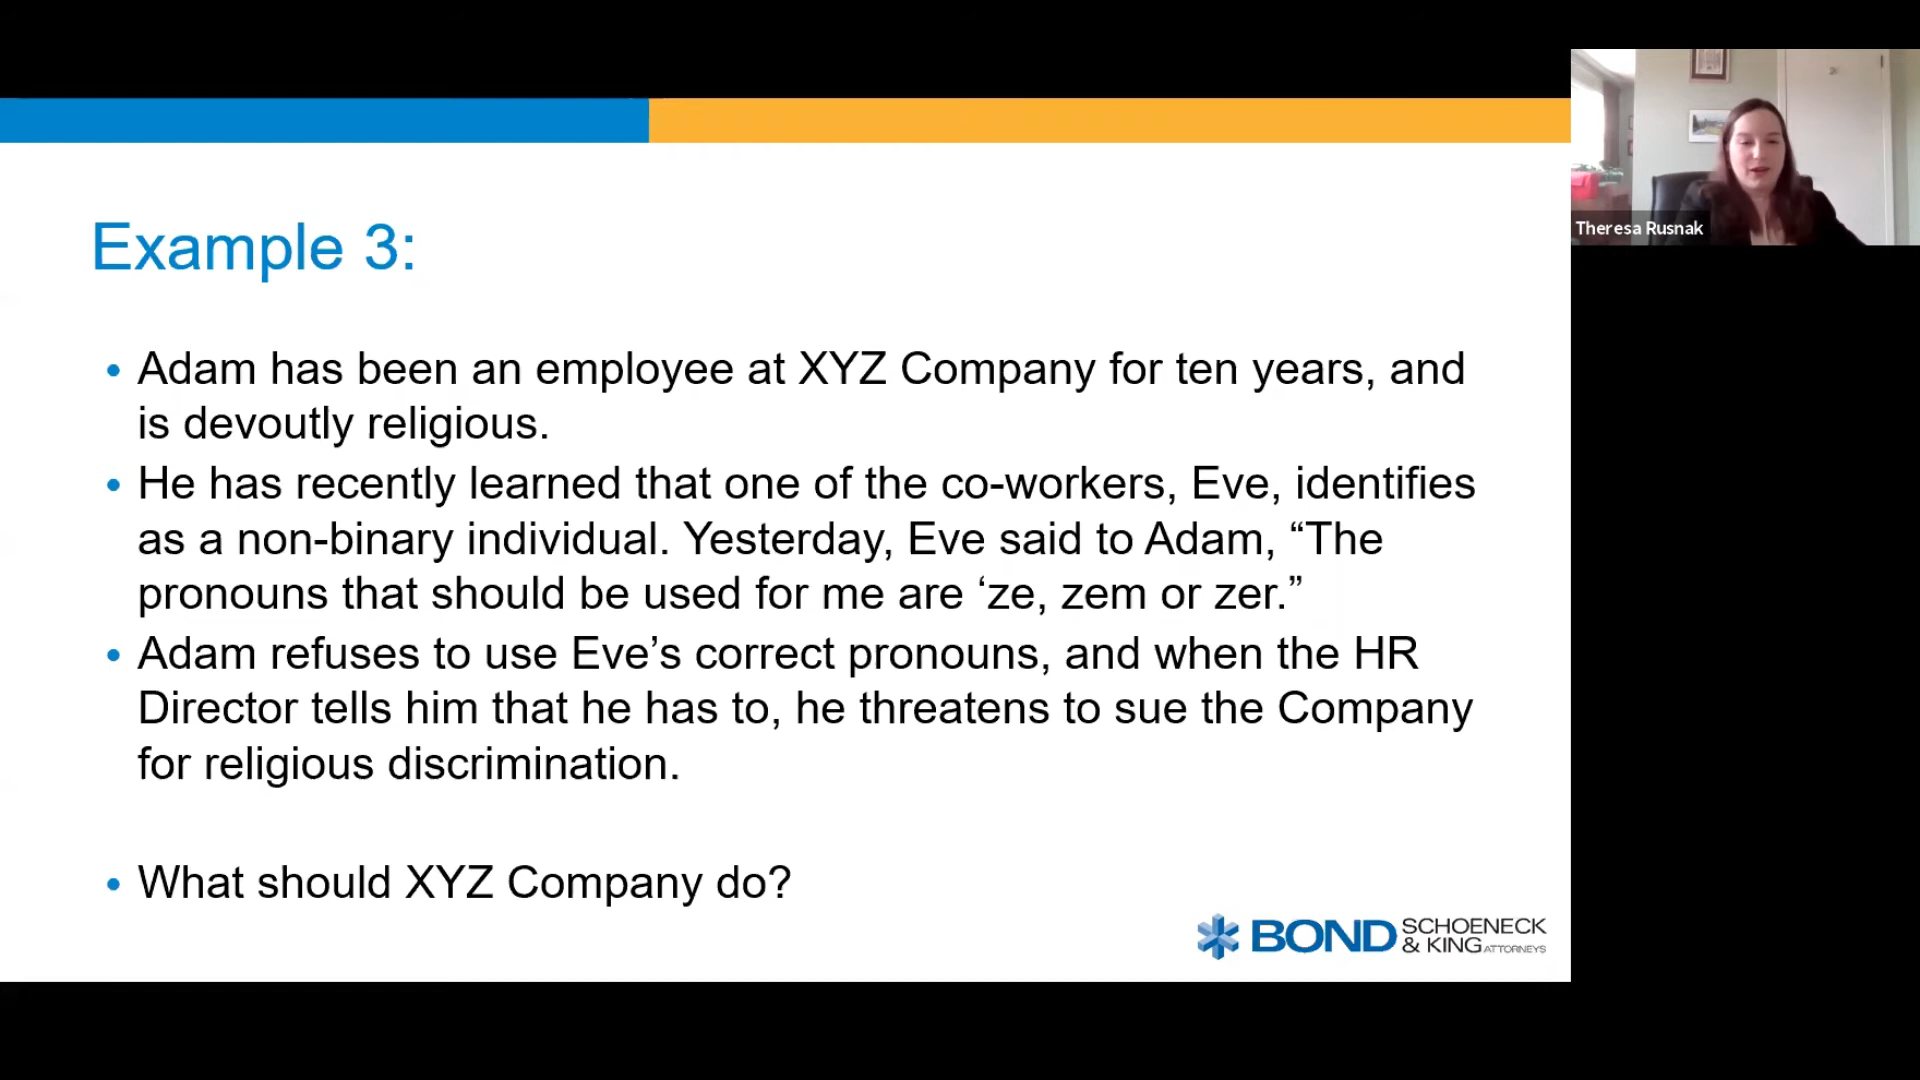 Example 3:
• Adam has been an employee at XYZ Company for ten years, and
is devoutly religious.
• He has recently learned that one of the co-workers, Eve, identifies
as a non-binary individual. Yesterday, Eve said to Adam, “The
pronouns that should be used for me are ‘ze, zem or zer.”
• Adam refuses to use Eve’s correct pronouns, and when the HR
Director tells him that he has to, he threatens to sue the Company
for religious discrimination.
• What should XYZ Company do?
BOND SCHOENECK
& KING ATTORNEYS
Theresa Rusnak